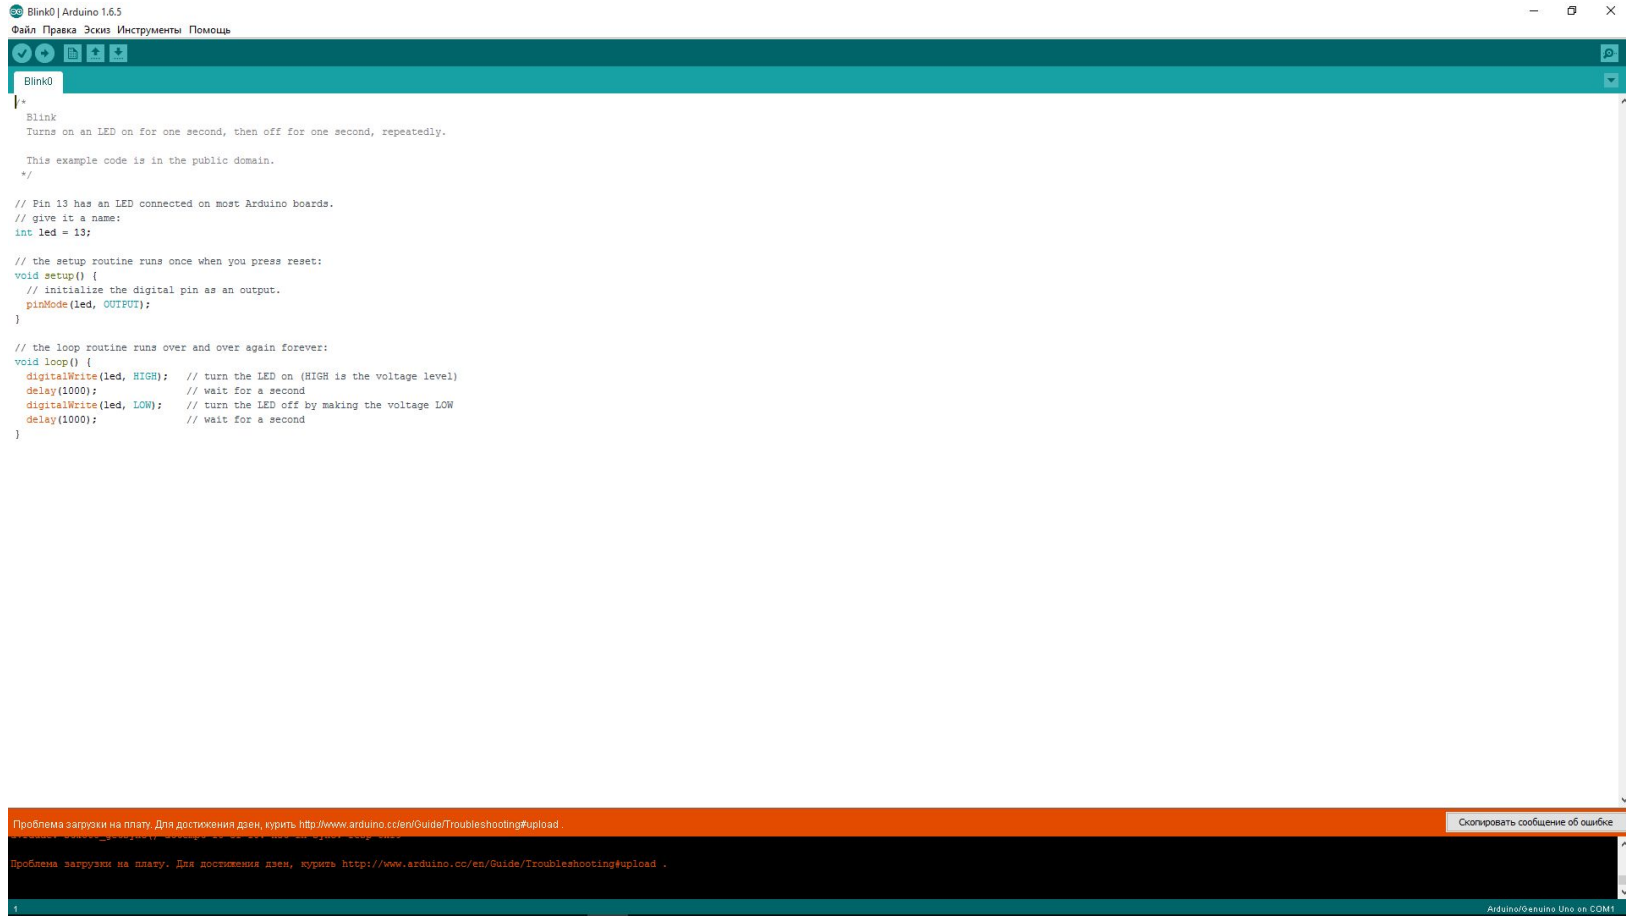 Blink0 | Arduino 1.6.5
Файл Правка Эскиз Инструменты Помощь
Blink0
/*
  Blink
  Turns on an LED on for one second, then off for one second, repeatedly.
  This example code is in the public domain.
 */
// Pin 13 has an LED connected on most Arduino boards.
// give it a name:
int led = 13;
// the setup routine runs once when you press reset:
void setup() {
  // initialize the digital pin as an output.
  pinMode(led, OUTPUT);
}
// the loop routine runs over and over again forever:
void loop() {
  digitalWrite(led, HIGH);   // turn the LED on (HIGH is the voltage level)
  delay(1000);               // wait for a second
  digitalWrite(led, LOW);    // turn the LED off by making the voltage LOW
  delay(1000);               // wait for a second
}
Проблема загрузки на плату. Для достижения дзен, курить http://www.arduino.cc/en/Guide/Troubleshooting#upload .
Скопировать сообщение об ошибке
Проблема загрузки на плату. Для достижения дзен, курить http://www.arduino.cc/en/Guide/Troubleshooting#upload .
1
Arduino/Genuino Uno on COM1